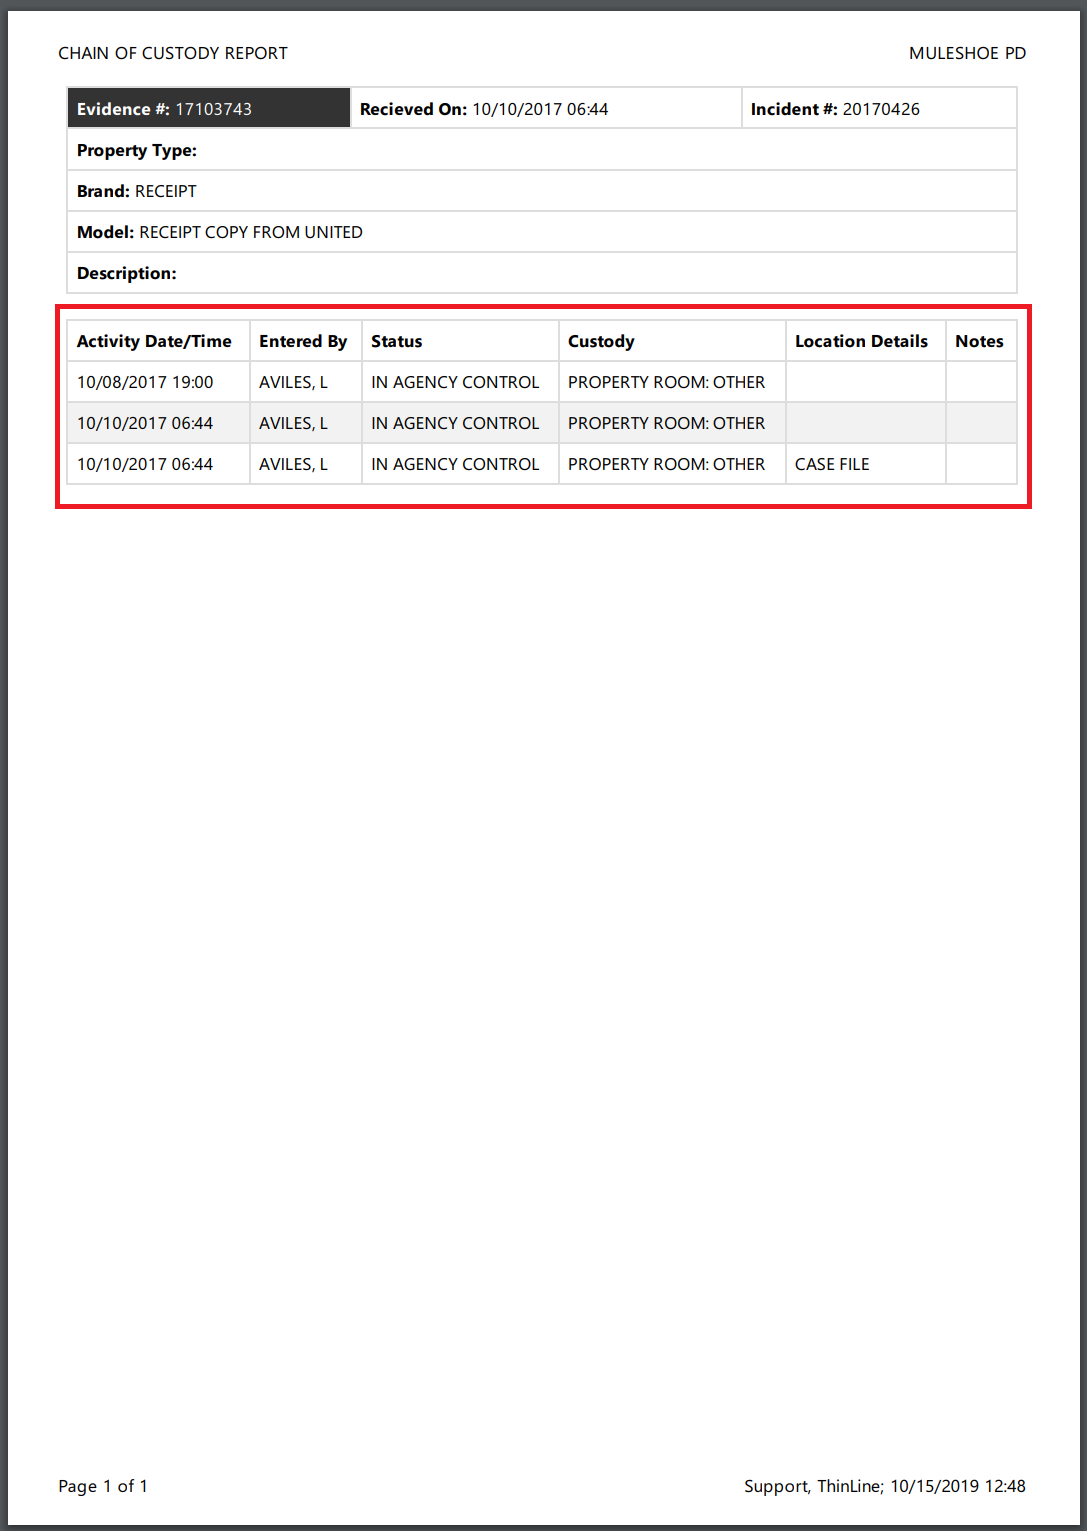 CHAIN OF CUSTODY REPORT MULESHOE PD
Evidence #: 17103743 Recieved On: 10/10/2017 06:44 Incident #: 20170426
Property Type:
Brand: RECEIPT
Model: RECEIPT COPY FROM UNITED
Description:
Activity Date/Time Entered By Status Custody Location Details Notes
10/08/2017 19:00 AVILES, L IN AGENCY CONTROL PROPERTY ROOM: OTHER
10/10/2017 06:44 AVILES, L IN AGENCY CONTROL PROPERTY ROOM: OTHER
10/10/2017 06:44 AVILES, L IN AGENCY CONTROL PROPERTY ROOM: OTHER CASE FILE
Page 1 of 1 Support, ThinLine; 10/15/2019 12:48